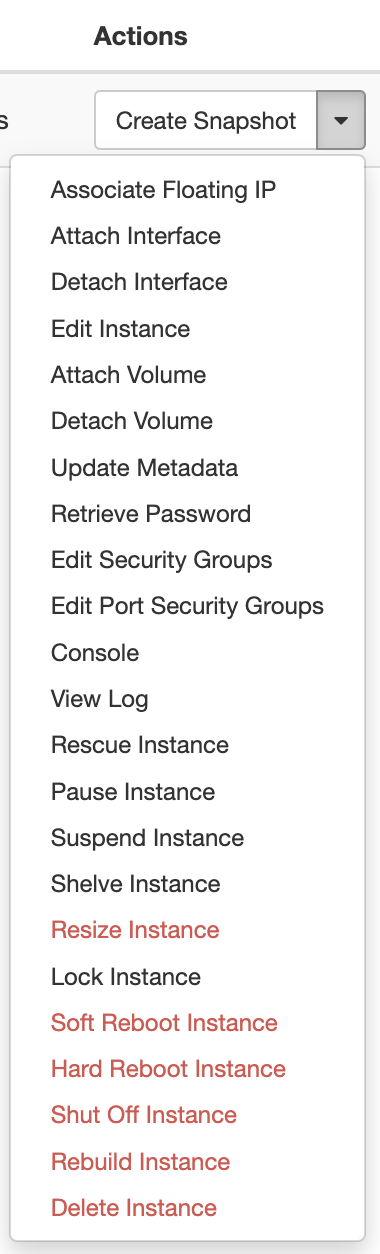 Actions
s
Create Snapshot
Associate Floating IP
Attach Interface
Detach Interface
Edit Instance
Attach Volume
Detach Volume
Update Metadata
Retrieve Password
Edit Security Groups
Edit Port Security Groups
Console
View Log
Rescue Instance
Pause Instance
Suspend Instance
Shelve Instance
Resize Instance
Lock Instance
Soft Reboot Instance
Hard Reboot Instance
Shut Off Instance
Rebuild Instance
Delete Instance